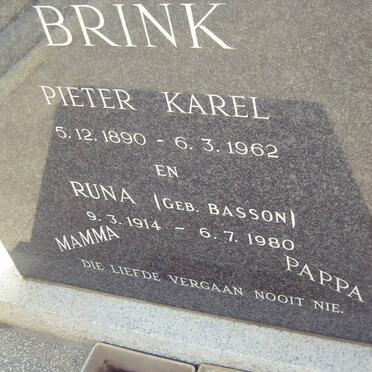 BRINK
PIETER KAREL
5.12.1890 - 6.3.1962
EN
RUNA (GEB. BASSON)
9.3.1914 - 6.7.1980
MAMMA PAPPA
DIE LIEFDE VERGAAN NOOIT NIE.